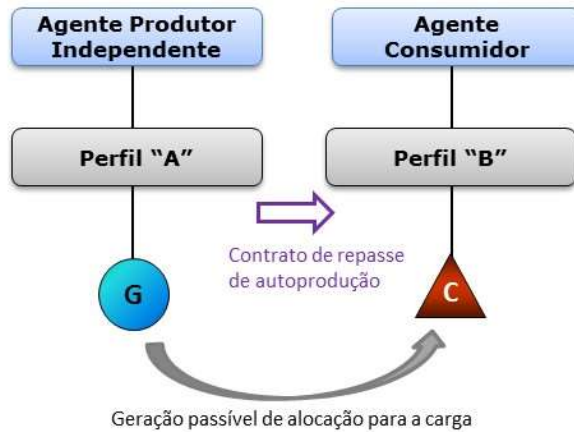 Agente Produtor
Independente
Agente
Consumidor
Perfil “A”
Perfil “B”
Contrato de repasse
de autoprodução
G
C
Geração passível de alocação para a carga